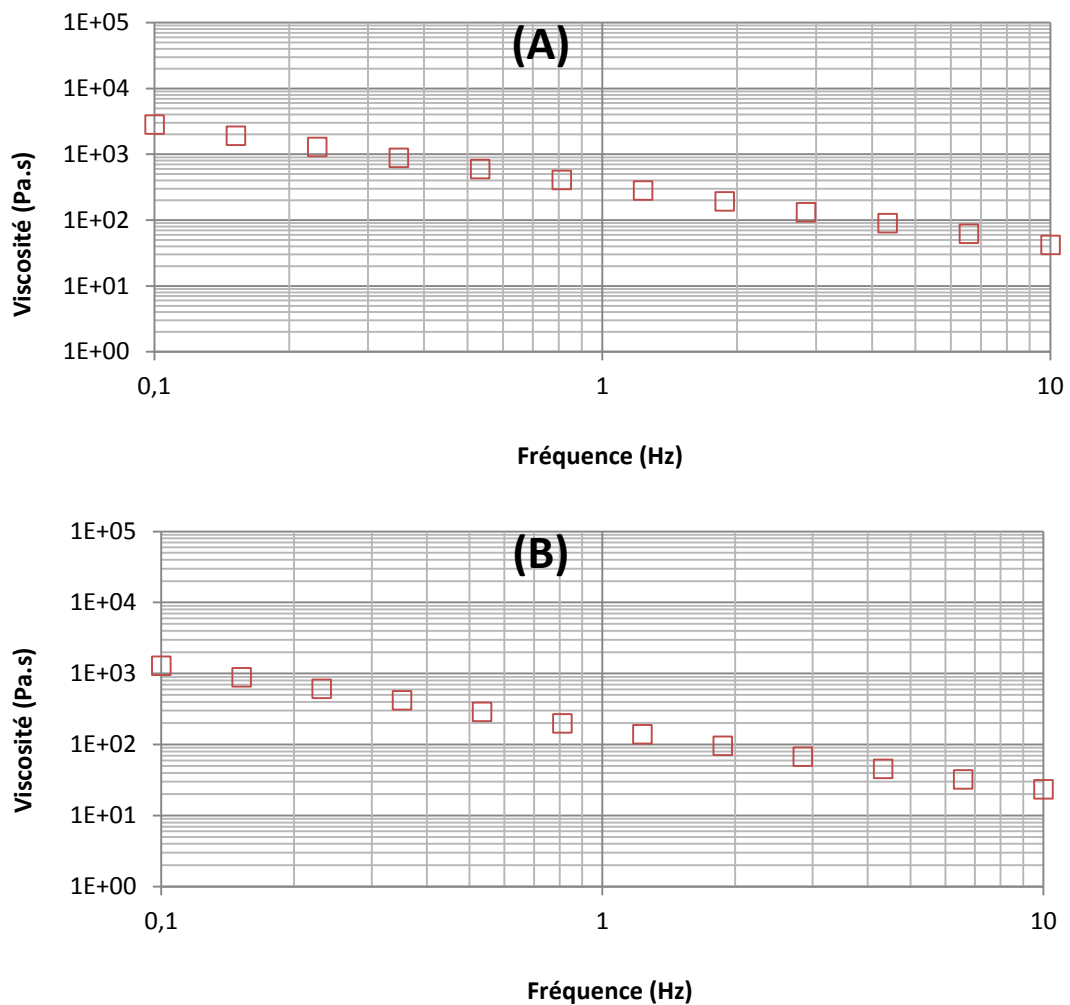 (A)
1E+05
1E+04
1E+03
1E+02
1E+01
1E+00
Viscosité (Pa.s)
0,1 1 10
Fréquence (Hz)
(B)
1E+05
1E+04
1E+03
1E+02
1E+01
1E+00
Viscosité (Pa.s)
0,1 1 10
Fréquence (Hz)